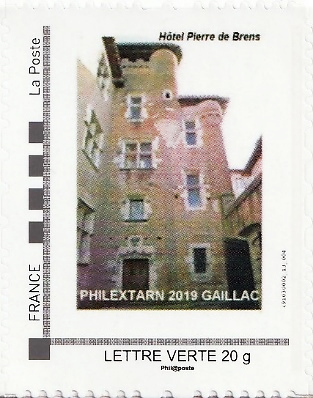 La Poste
FRANCE
Hôtel Pierre de Brens
PHILEXTARN 2019 GAILLAC
LETTRE VERTE 20 g
Phil@poste